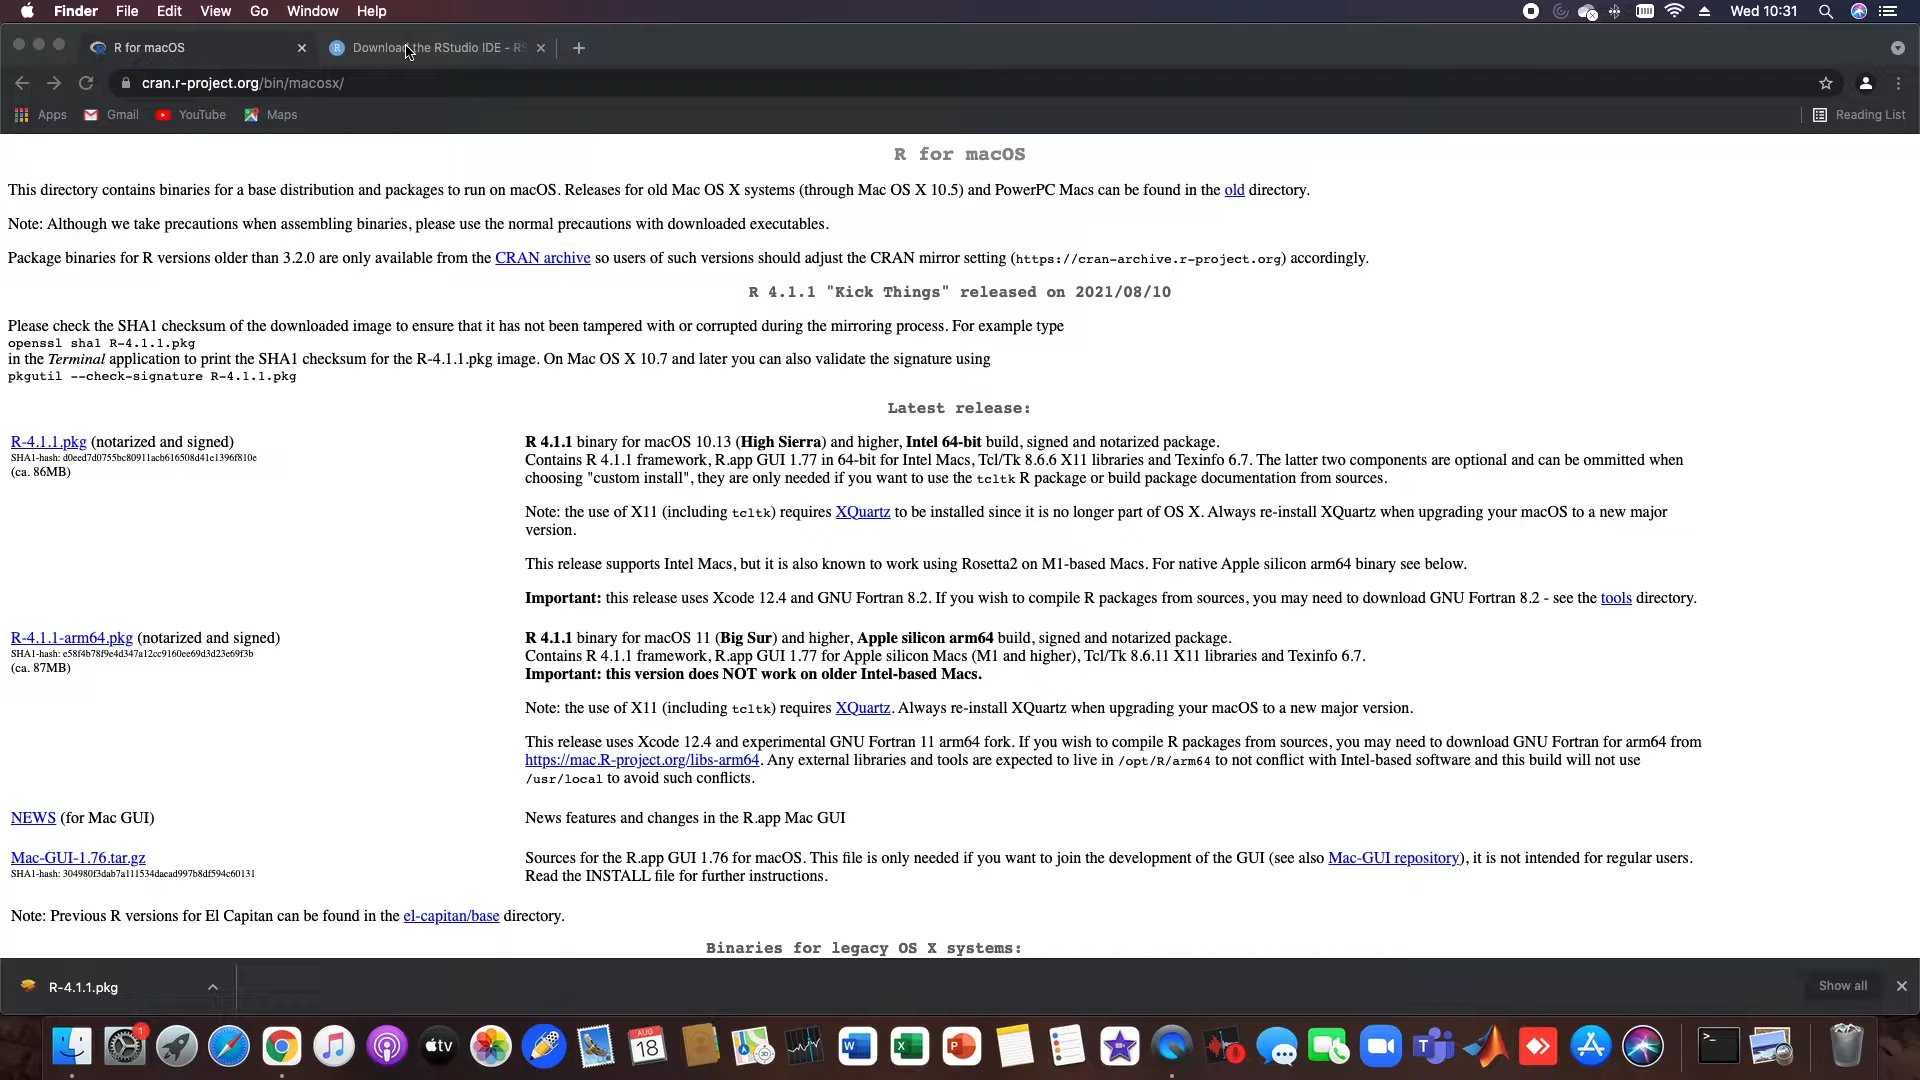 Finder File Edit View Go Window Help
Wed 10:31
R for macOS
Download the RStudio IDE - RS
cran.r-project.org/bin/macosx/
Apps Gmail YouTube Maps
Reading List
R for macOS
This directory contains binaries for a base distribution and packages to run on macOS. Releases for old Mac OS X systems (through Mac OS X 10.5) and PowerPC Macs can be found in the old directory.
Note: Although we take precautions when assembling binaries, please use the normal precautions with downloaded executables.
Package binaries for R versions older than 3.2.0 are only available from the CRAN archive so users of such versions should adjust the CRAN mirror setting (https://cran-archive.r-project.org) accordingly.
R 4.1.1 "Kick Things" released on 2021/08/10
Please check the SHA1 checksum of the downloaded image to ensure that it has not been tampered with or corrupted during the mirroring process. For example type
openssl sha1 R-4.1.1.pkg
in the Terminal application to print the SHA1 checksum for the R-4.1.1.pkg image. On Mac OS X 10.7 and later you can also validate the signature using
pkgutil --check-signature R-4.1.1.pkg
Latest release:
R-4.1.1.pkg (notarized and signed)
SHA1-hash: d0eed7d0755bc80911acb616508d41e1396f810e
(ca. 86MB)
R 4.1.1 binary for macOS 10.13 (High Sierra) and higher, Intel 64-bit build, signed and notarized package.
Contains R 4.1.1 framework, R.app GUI 1.77 in 64-bit for Intel Macs, Tcl/Tk 8.6.6 X11 libraries and Texinfo 6.7. The latter two components are optional and can be ommitted when
choosing "custom install", they are only needed if you want to use the tcltk R package or build package documentation from sources.
Note: the use of X11 (including tcltk) requires XQuartz to be installed since it is no longer part of OS X. Always re-install XQuartz when upgrading your macOS to a new major
version.
This release supports Intel Macs, but it is also known to work using Rosetta2 on M1-based Macs. For native Apple silicon arm64 binary see below.
Important: this release uses Xcode 12.4 and GNU Fortran 8.2. If you wish to compile R packages from sources, you may need to download GNU Fortran 8.2 - see the tools directory.
R-4.1.1-arm64.pkg (notarized and signed)
SHA1-hash: e58f4b78f9e4d347a12cc9160ee69d3d23e69f3b
(ca. 87MB)
R 4.1.1 binary for macOS 11 (Big Sur) and higher, Apple silicon arm64 build, signed and notarized package.
Contains R 4.1.1 framework, R.app GUI 1.77 for Apple silicon Macs (M1 and higher), Tcl/Tk 8.6.11 X11 libraries and Texinfo 6.7.
Important: this version does NOT work on older Intel-based Macs.
Note: the use of X11 (including tcltk) requires XQuartz. Always re-install XQuartz when upgrading your macOS to a new major version.
This release uses Xcode 12.4 and experimental GNU Fortran 11 arm64 fork. If you wish to compile R packages from sources, you may need to download GNU Fortran for arm64 from
https://mac.R-project.org/libs-arm64. Any external libraries and tools are expected to live in /opt/R/arm64 to not conflict with Intel-based software and this build will not use
/usr/local to avoid such conflicts.
NEWS (for Mac GUI)
News features and changes in the R.app Mac GUI
Mac-GUI-1.76.tar.gz
SHA1-hash: 304980f3dab7a111534daead997b8df594c60131
Sources for the R.app GUI 1.76 for macOS. This file is only needed if you want to join the development of the GUI (see also Mac-GUI repository), it is not intended for regular users.
Read the INSTALL file for further instructions.
Note: Previous R versions for El Capitan can be found in the el-capitan/base directory.
Binaries for legacy OS X systems:
R-4.1.1.pkg
Show all
1
tv
AUG
18
W
X
P
T